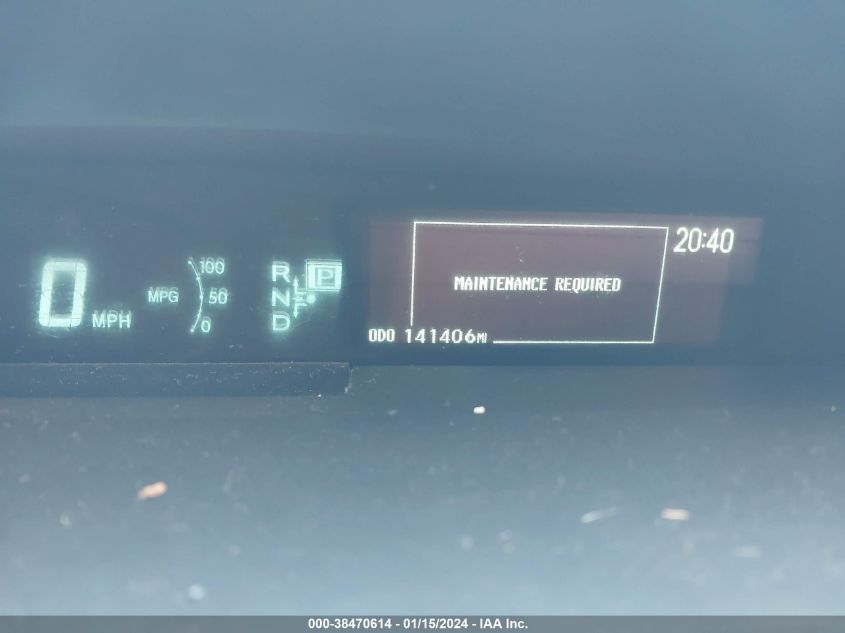 0 MPH
MPG
100
50
0
R
N
D
P
MAINTENANCE REQUIRED
20:40
ODO 141406MI
000-38470614 - 01/15/2024 - IAA Inc.